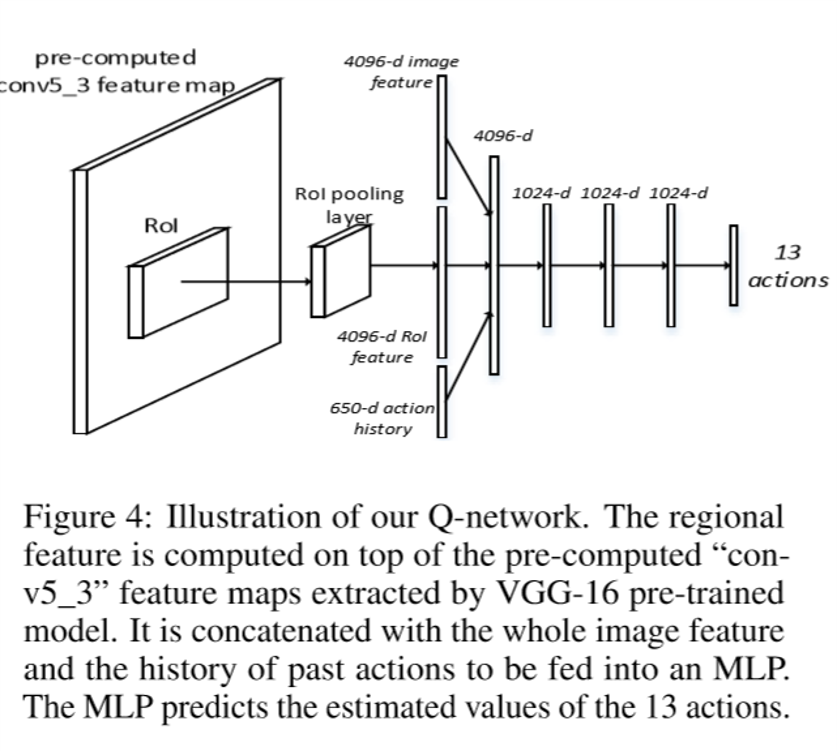 pre-computed
conv5_3 feature map
RoI
RoI pooling
layer
4096-d image
feature
4096-d RoI
feature
650-d action
history
4096-d
1024-d 1024-d 1024-d
13
actions
Figure 4: Illustration of our Q-network. The regional
feature is computed on top of the pre-computed “con-
v5_3” feature maps extracted by VGG-16 pre-trained
model. It is concatenated with the whole image feature
and the history of past actions to be fed into an MLP.
The MLP predicts the estimated values of the 13 actions.